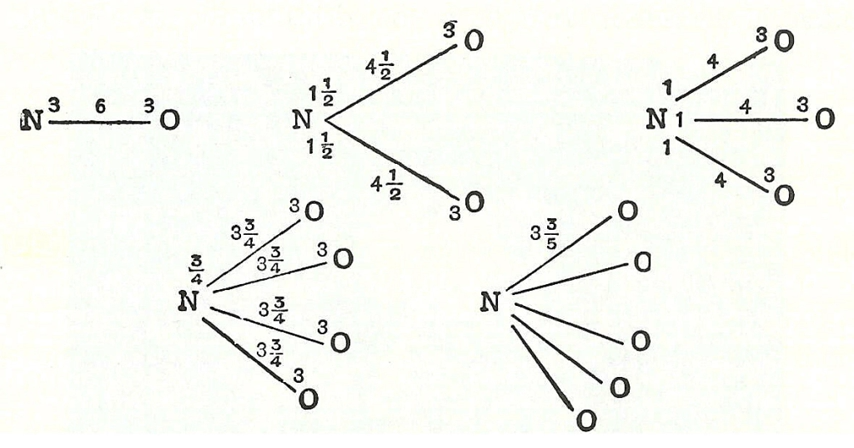 3 O 3 O
4½ 4
1½ 1
N 3 6 3 O N N 1 4 3 O
1½ 1
4½ 4 3 O
3 O
3 O O
3¾ 3⅗
¾ 3¾ 3 O O
N N
3¾ 3 O O
3¾ O
3 O O